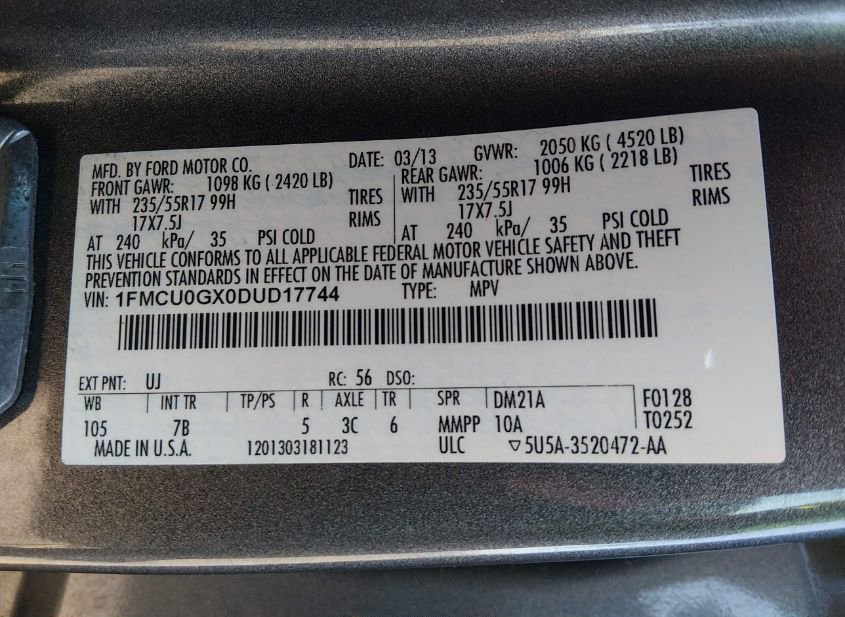 MFD. BY FORD MOTOR CO. DATE: 03/13 GVWR: 2050 KG ( 4520 LB)
FRONT GAWR: 1098 KG ( 2420 LB) REAR GAWR: 1006 KG ( 2218 LB)
WITH 235/55R17 99H TIRES WITH 235/55R17 99H TIRES
17X7.5J RIMS 17X7.5J RIMS
AT 240 kPa/ 35 PSI COLD AT 240 kPa/ 35 PSI COLD
THIS VEHICLE CONFORMS TO ALL APPLICABLE FEDERAL MOTOR VEHICLE SAFETY AND THEFT
PREVENTION STANDARDS IN EFFECT ON THE DATE OF MANUFACTURE SHOWN ABOVE.
VIN: 1FMCU0GX0DUD17744 TYPE: MPV
EXT PNT: UJ RC: 56 DSO:
WB INT TR TP/PS R AXLE TR SPR DM21A F0128
105 7B 5 3C 6 MMPP 10A T0252
MADE IN U.S.A. 1201303181123 ULC ▽5U5A-3520472-AA